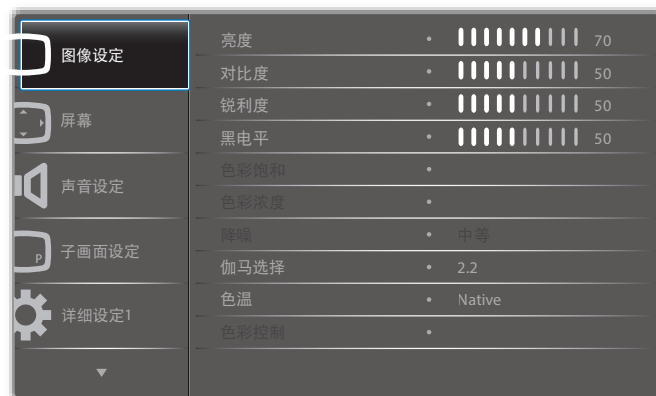 图像设定
屏幕
声音设定
P
子画面设定
详细设定1
▼
亮度 • 70
对比度 • 50
锐利度 • 50
黑电平 • 50
色彩饱和 •
色彩浓度 •
降噪 • 中等
伽马选择 • 2.2
色温 • Native
色彩控制 •